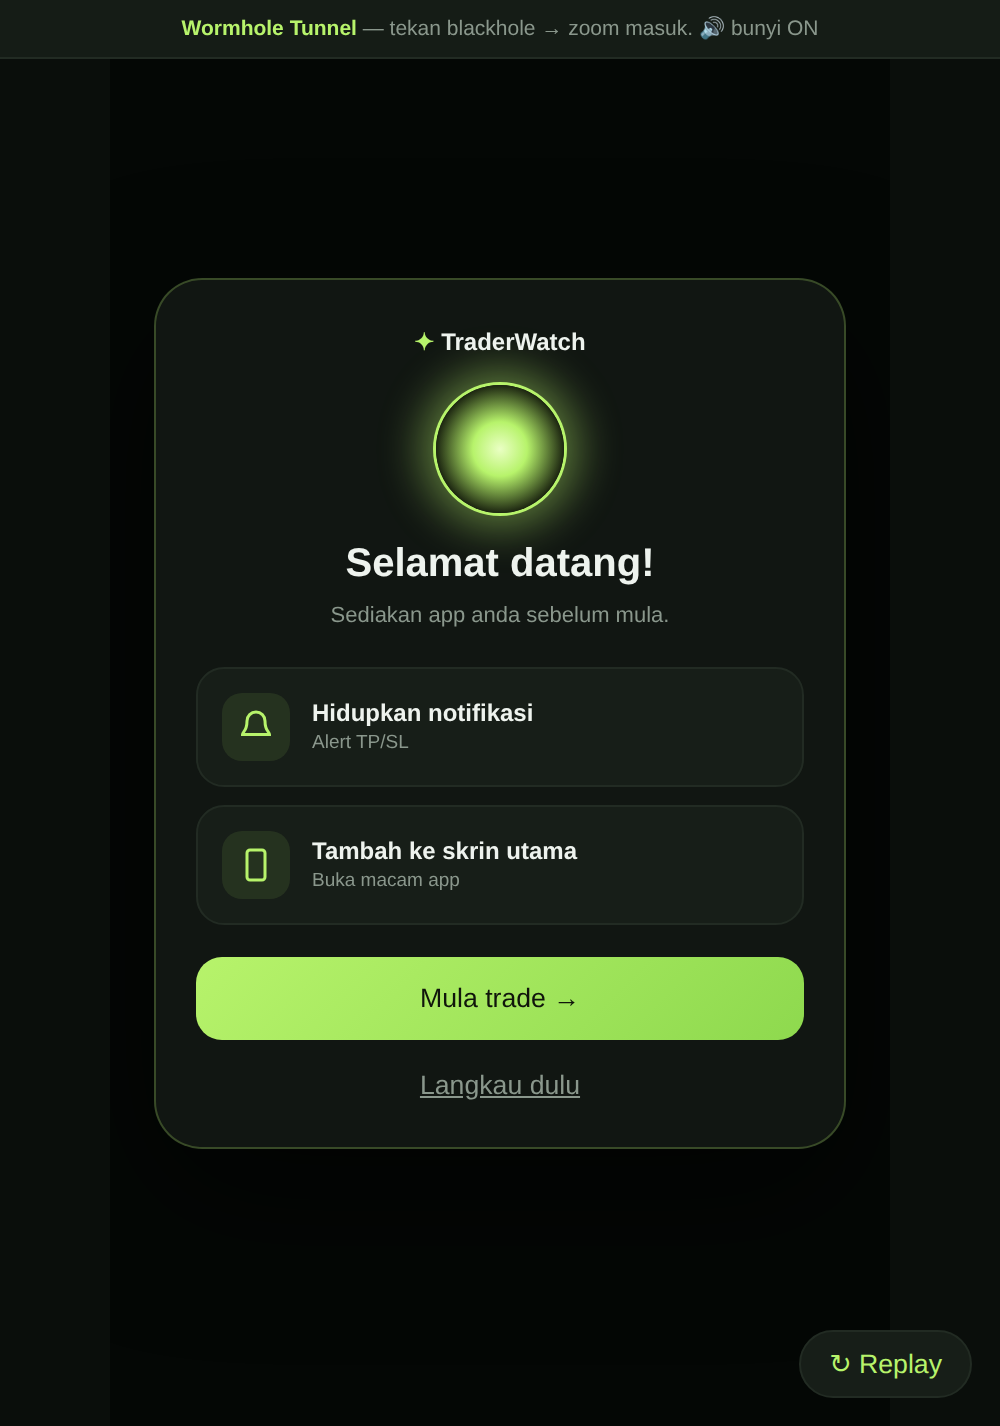 Wormhole Tunnel — tekan blackhole → zoom masuk. 🔊 bunyi ON
✦ TraderWatch
Selamat datang!
Sediakan app anda sebelum mula.
Hidupkan notifikasi
Alert TP/SL
Tambah ke skrin utama
Buka macam app
Mula trade →
Langkau dulu
↻ Replay